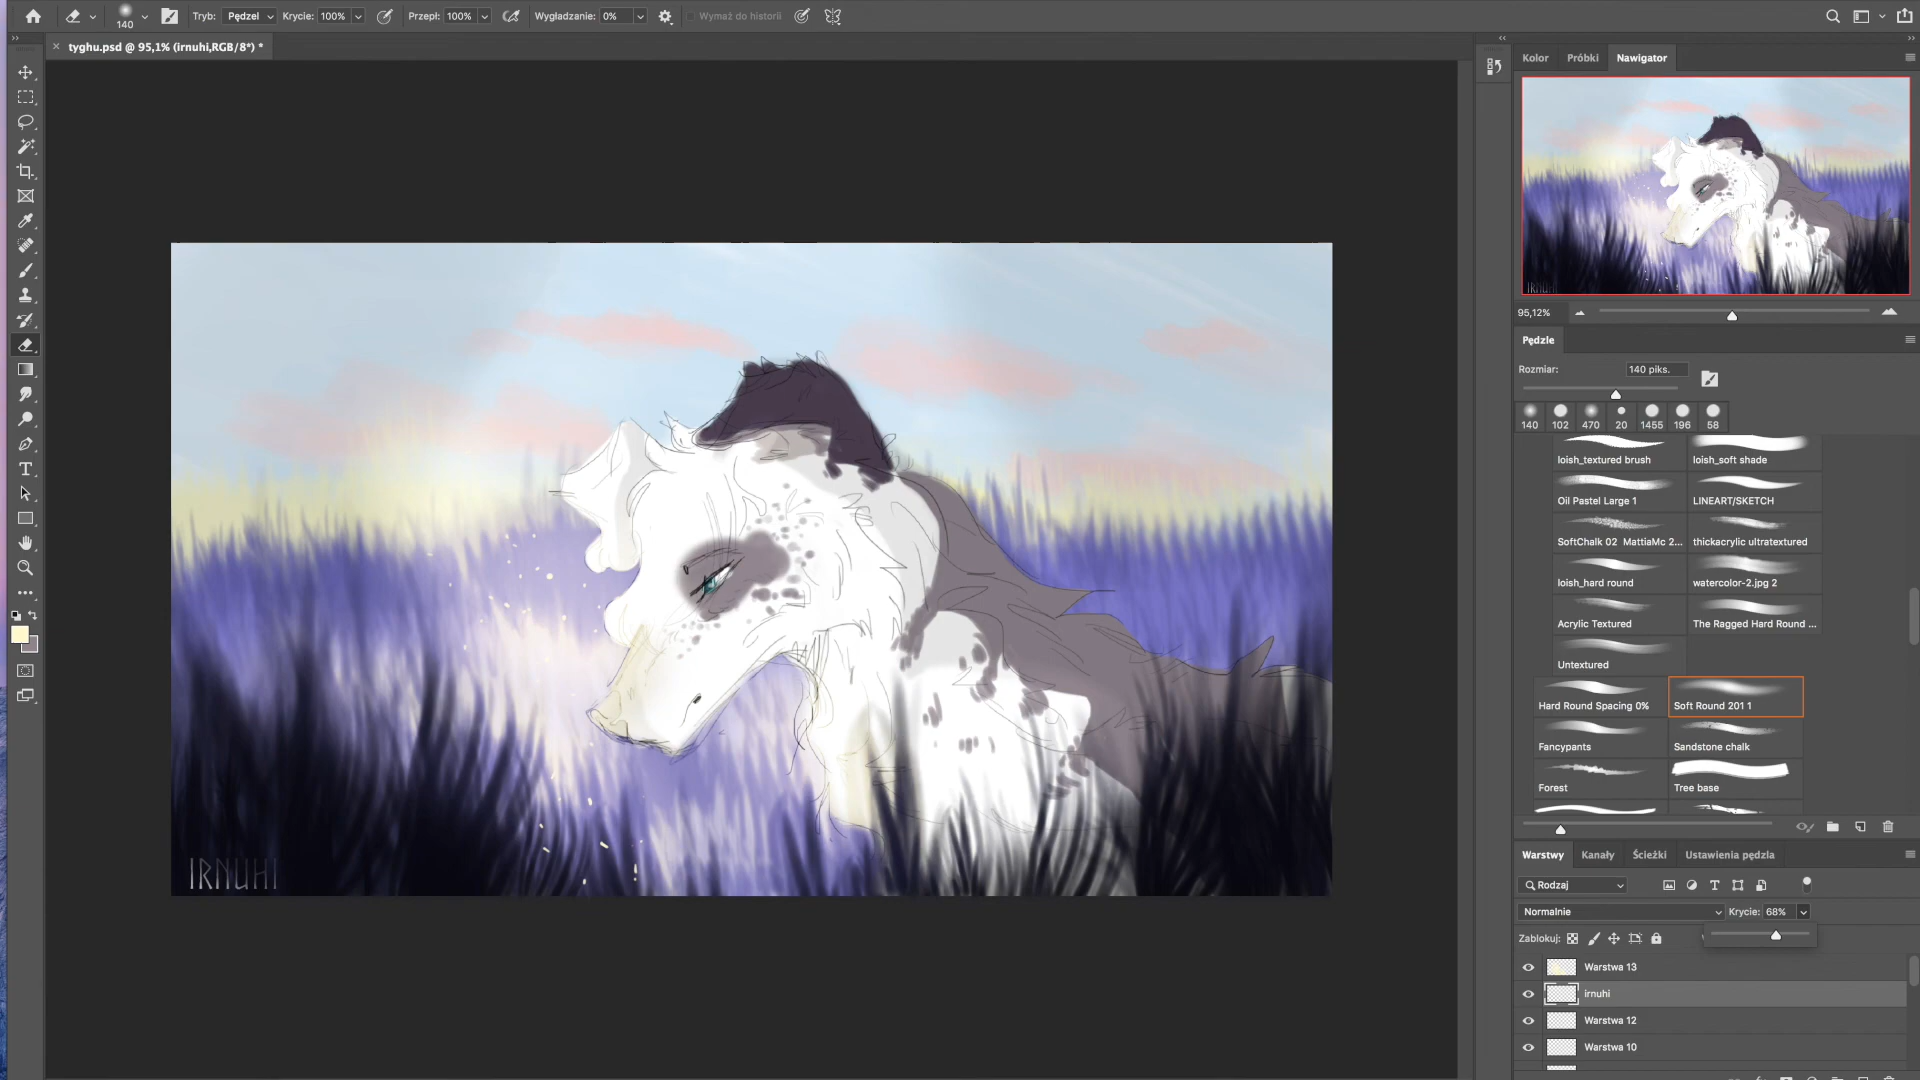 140
Tryb:
Pędzel
Krycie:
100%
Przepł:
100%
Wygładzanie:
0%
Wymaż do historii
× tyghu.psd @ 95,1% (irnuhi,RGB/8*) *
Kolor
Próbki
Nawigator
IRNUHI
95,12%
Pędzle
Rozmiar:
140 piks.
140
102
470
20
1455
196
58
loish_textured brush
loish_soft shade
Oil Pastel Large 1
LINEART/SKETCH
SoftChalk 02 MattiaMc 2...
thickacrylic ultratextured
loish_hard round
watercolor-2.jpg 2
Acrylic Textured
The Ragged Hard Round ...
Untextured
Hard Round Spacing 0%
Soft Round 201 1
Fancypants
Sandstone chalk
Forest
Tree base
Warstwy
Kanały
Ścieżki
Ustawienia pędzla
Rodzaj
Normalnie
Krycie:
68%
Zablokuj:
Warstwa 13
irnuhi
Warstwa 12
Warstwa 10
IRNUHI